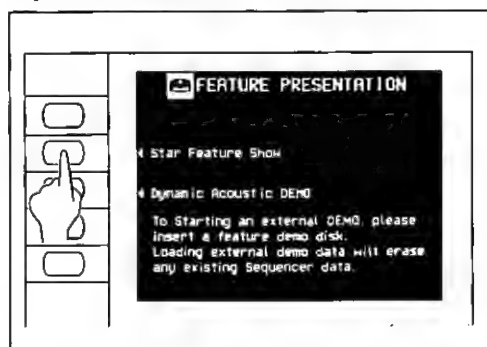 FEATURE PRESENTATION
Star Feature Show
Dynamic Acoustic DEMO
To Starting an external DEMO, please
insert a feature demo disk.
Loading external demo data will erase
any existing Sequencer data.